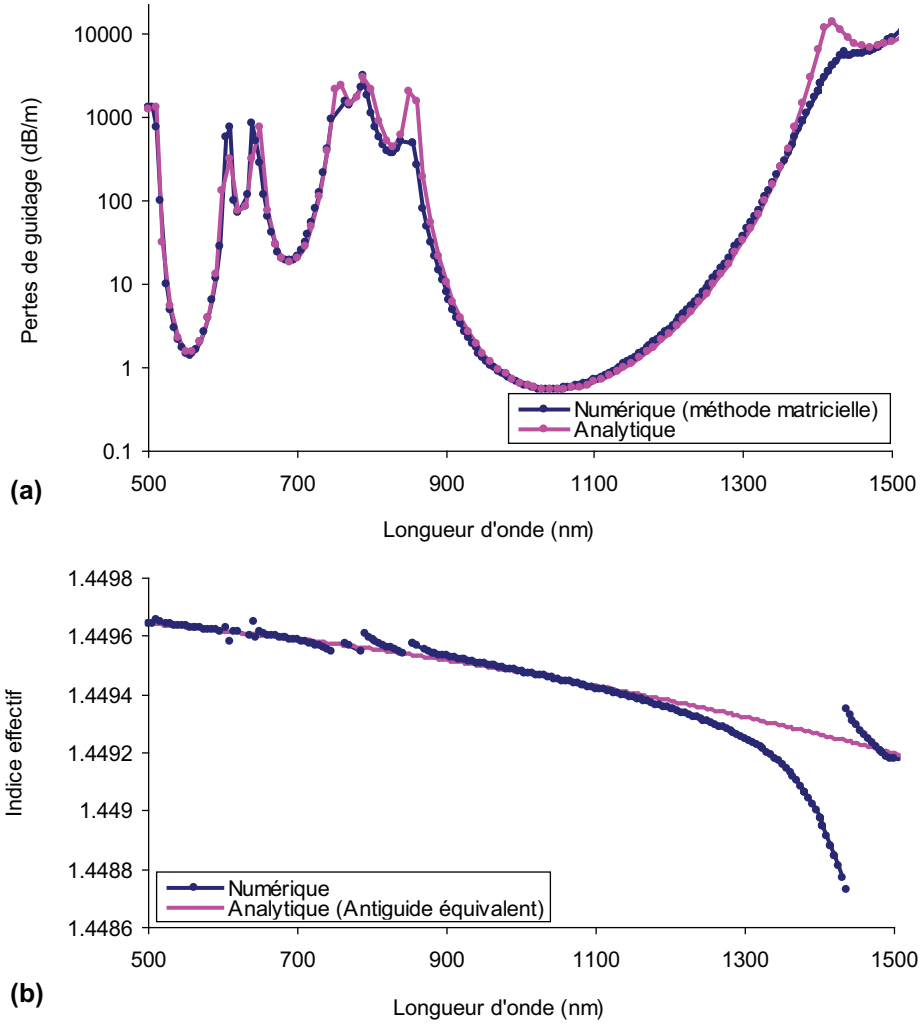 10000
1000
100
10
1
0.1
Pertes de guidage (dB/m)
Numérique (méthode matricielle)
Analytique
500 700 900 1100 1300 1500
(a)
Longueur d'onde (nm)
1.4498
1.4496
1.4494
1.4492
1.449
1.4488
1.4486
Indice effectif
Numérique
Analytique (Antiguide équivalent)
500 700 900 1100 1300 1500
(b)
Longueur d'onde (nm)